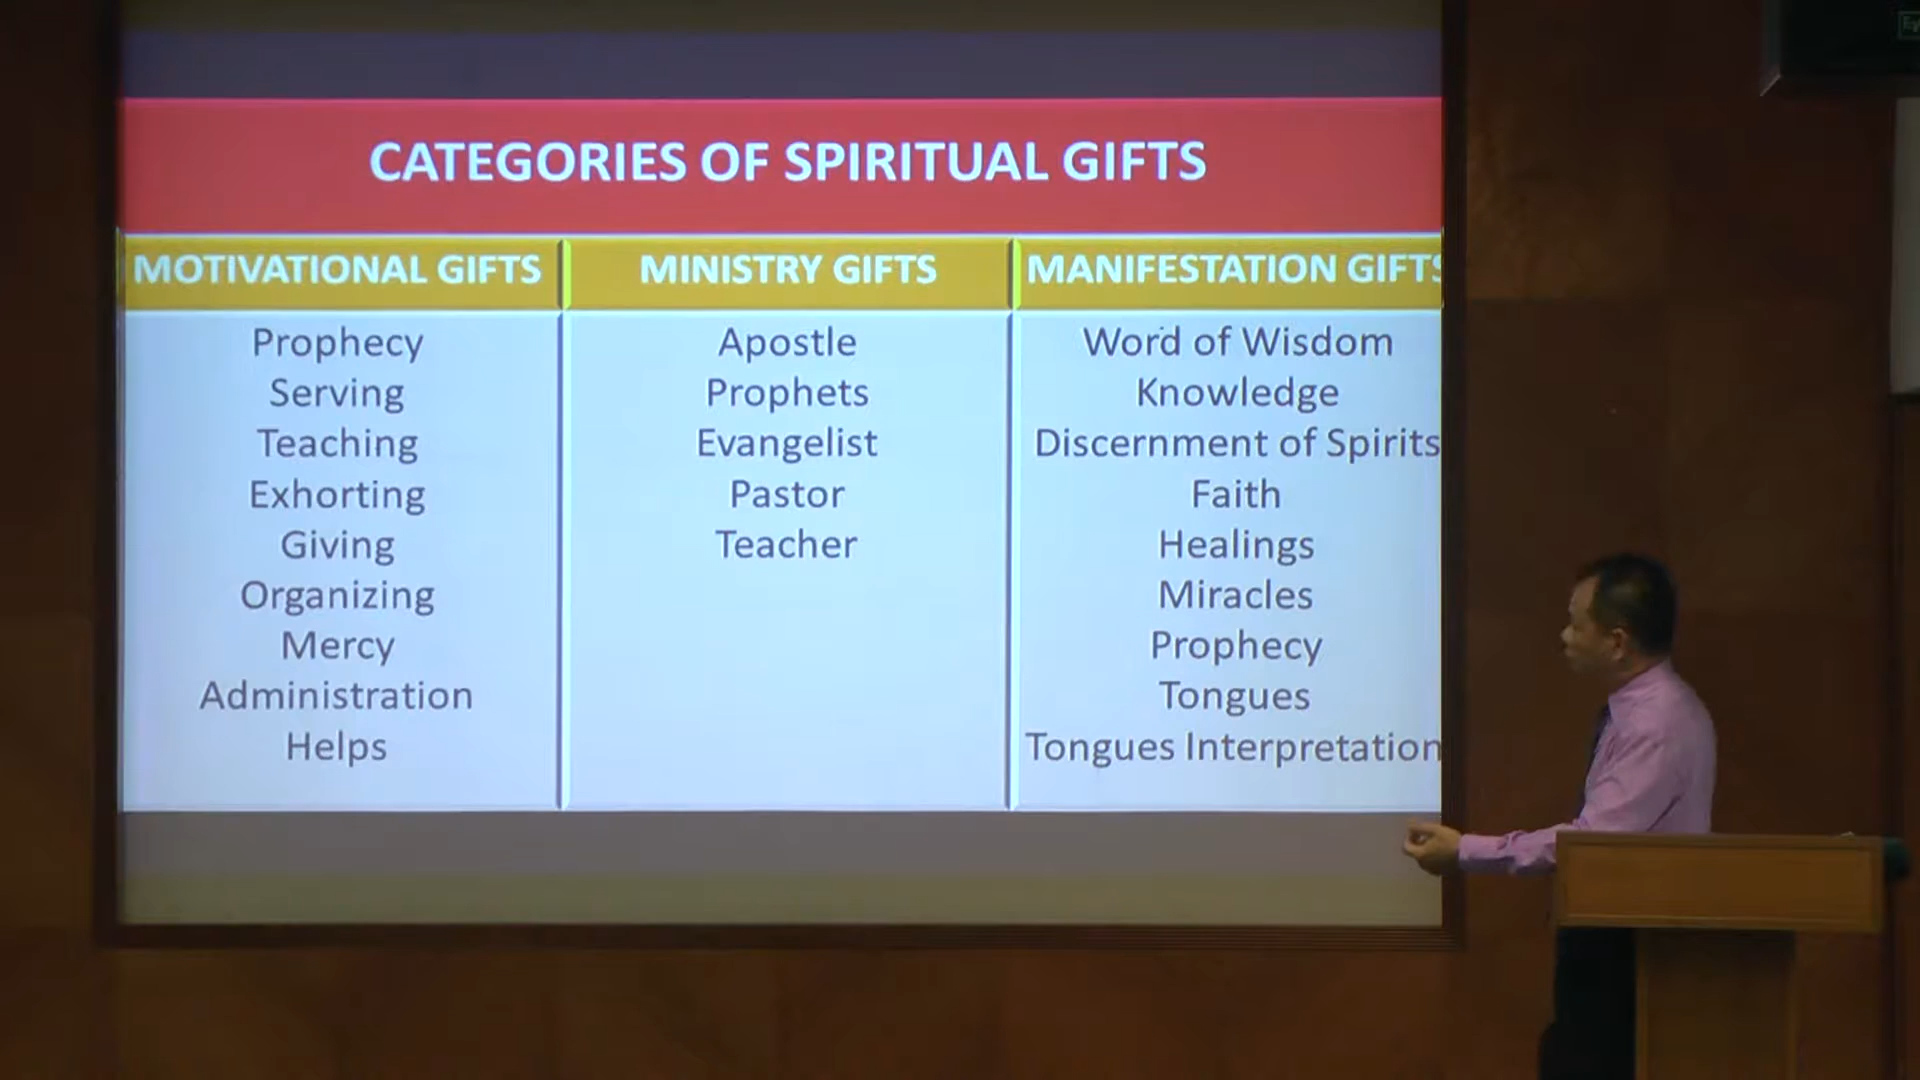 CATEGORIES OF SPIRITUAL GIFTS
MOTIVATIONAL GIFTS
Prophecy
Serving
Teaching
Exhorting
Giving
Organizing
Mercy
Administration
Helps
MINISTRY GIFTS
Apostle
Prophets
Evangelist
Pastor
Teacher
MANIFESTATION GIFTS
Word of Wisdom
Knowledge
Discernment of Spirits
Faith
Healings
Miracles
Prophecy
Tongues
Tongues Interpretation